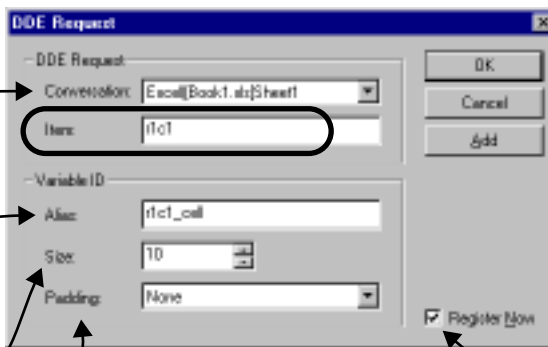 DDE Request
DDE Request
Conversation: Excel[Book1.xls]Sheet1
Item: r1c1
OK
Cancel
Add
Variable ID
Alias: r1c1_cell
Size: 10
Padding: None
Register Now